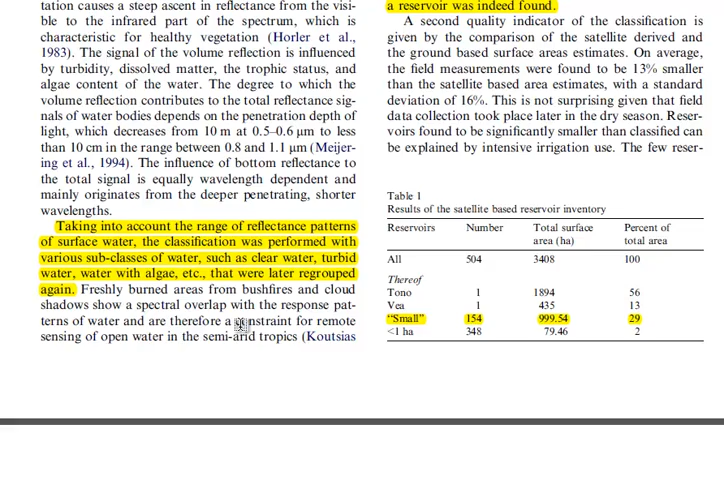 tation causes a steep ascent in reflectance from the visi-
ble to the infrared part of the spectrum, which is
characteristic for healthy vegetation (Horler et al.,
1983). The signal of the volume reflection is influenced
by turbidity, dissolved matter, the trophic status, and
algae content of the water. The degree to which the
volume reflection contributes to the total reflectance sig-
nals of water bodies depends on the penetration depth of
light, which decreases from 10 m at 0.5–0.6 μm to less
than 10 cm in the range between 0.8 and 1.1 μm (Meijer-
ing et al., 1994). The influence of bottom reflectance to
the total signal is equally wavelength dependent and
mainly originates from the deeper penetrating, shorter
wavelengths.
Taking into account the range of reflectance patterns
of surface water, the classification was performed with
various sub-classes of water, such as clear water, turbid
water, water with algae, etc., that were later regrouped
again. Freshly burned areas from bushfires and cloud
shadows show a spectral overlap with the response pat-
terns of water and are therefore a nstraint for remote
sensing of open water in the semi-arid tropics (Koutsias
a reservoir was indeed found.
A second quality indicator of the classification is
given by the comparison of the satellite derived and
the ground based surface areas estimates. On average,
the field measurements were found to be 13% smaller
than the satellite based area estimates, with a standard
deviation of 16%. This is not surprising given that field
data collection took place later in the dry season. Reser-
voirs found to be significantly smaller than classified can
be explained by intensive irrigation use. The few reser-
Table 1
Results of the satellite based reservoir inventory
Reservoirs Number Total surface Percent of
area (ha) total area
All 504 3408 100
Thereof
Tono 1 1894 56
Vea 1 435 13
“Small” 154 999.54 29
<1 ha 348 79.46 2